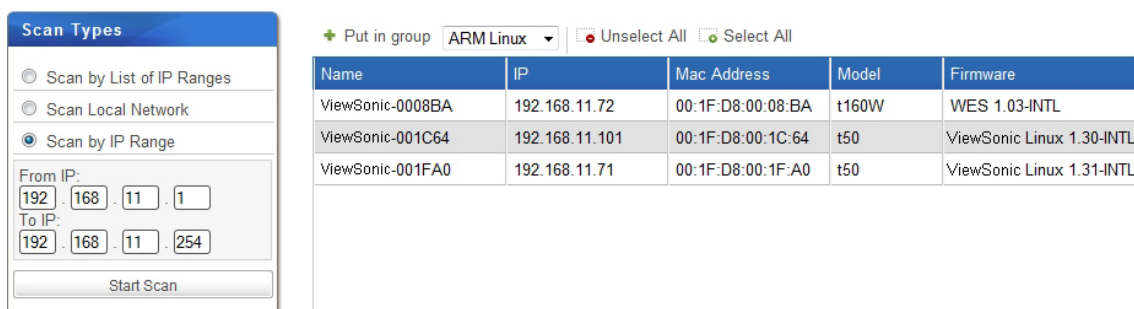 Scan Types
Scan by List of IP Ranges
Scan Local Network
Scan by IP Range
From IP:
192 . 168 . 11 . 1
To IP:
192 . 168 . 11 . 254
Start Scan
Put in group ARM Linux Unselect All Select All
Name IP Mac Address Model Firmware
ViewSonic-0008BA 192.168.11.72 00:1F:D8:00:08:BA t160W WES 1.03-INTL
ViewSonic-001C64 192.168.11.101 00:1F:D8:00:1C:64 t50 ViewSonic Linux 1.30-INTL
ViewSonic-001FA0 192.168.11.71 00:1F:D8:00:1F:A0 t50 ViewSonic Linux 1.31-INTL